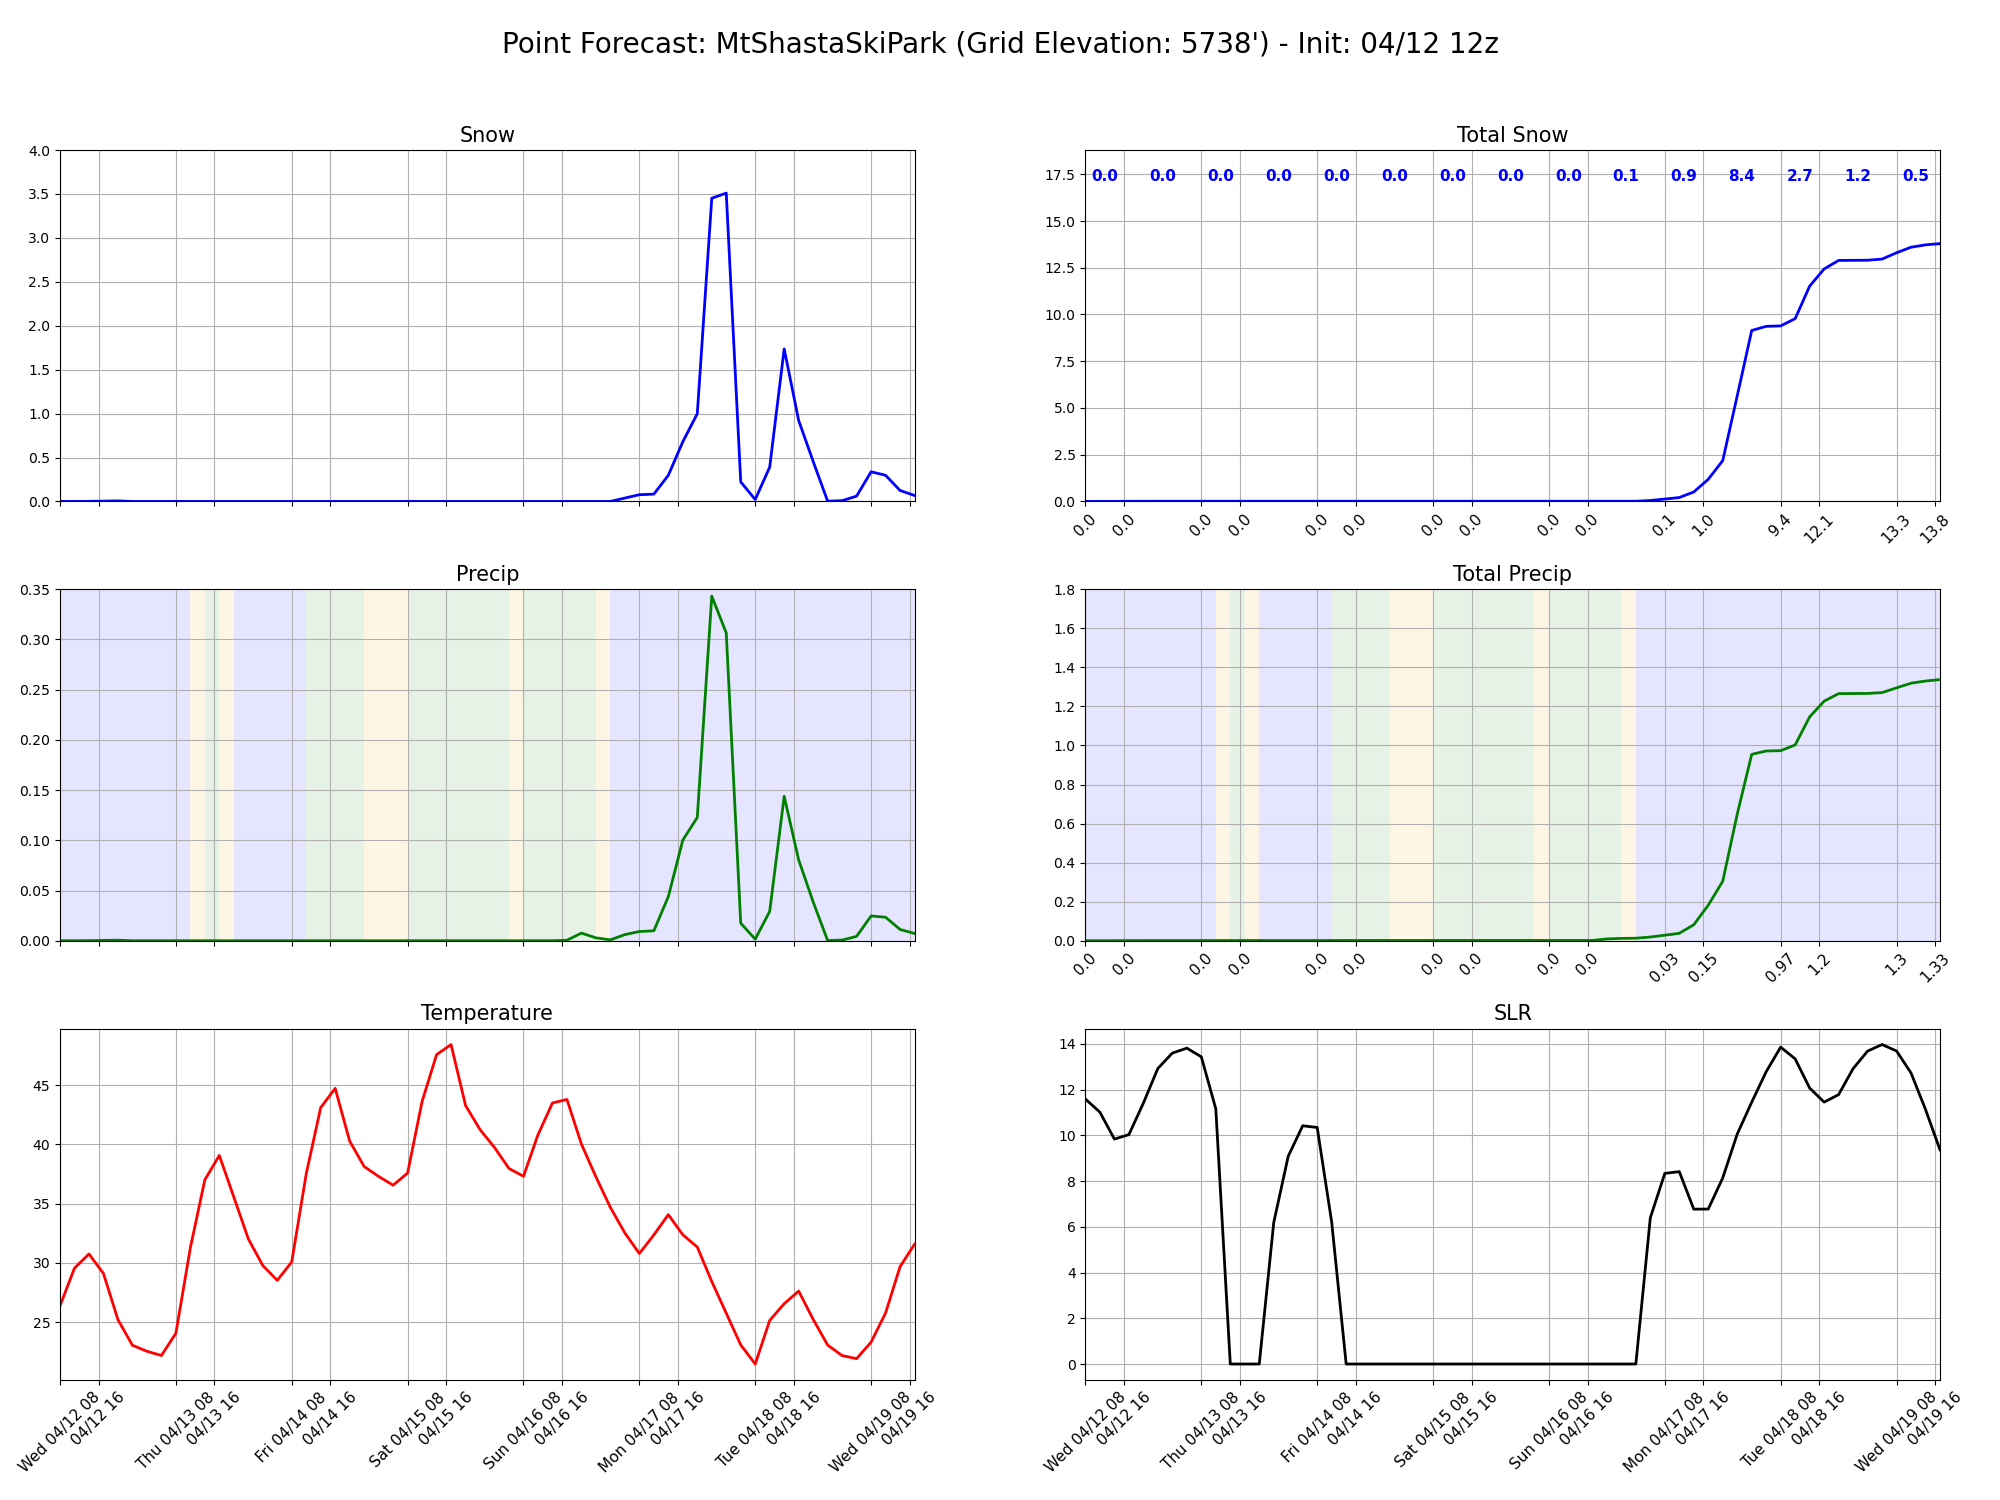 Point Forecast: MtShastaSkiPark (Grid Elevation: 5738') - Init: 04/12 12z
Snow
4.0
3.5
3.0
2.5
2.0
1.5
1.0
0.5
0.0
Total Snow
0.0 0.0 0.0 0.0 0.0 0.0 0.0 0.0 0.0 0.1 0.9 8.4 2.7 1.2 0.5
17.5
15.0
12.5
10.0
7.5
5.0
2.5
0.0
0.0 0.0 0.0 0.0 0.0 0.0 0.0 0.0 0.0 0.0 0.1 1.0 9.4 12.1 13.3 13.8
Precip
0.35
0.30
0.25
0.20
0.15
0.10
0.05
0.00
Total Precip
1.8
1.6
1.4
1.2
1.0
0.8
0.6
0.4
0.2
0.0
0.0 0.0 0.0 0.0 0.0 0.0 0.0 0.0 0.0 0.0 0.03 0.15 0.97 1.2 1.3 1.33
Temperature
45
40
35
30
25
Wed 04/12 08
04/12 16
Thu 04/13 08
04/13 16
Fri 04/14 08
04/14 16
Sat 04/15 08
04/15 16
Sun 04/16 08
04/16 16
Mon 04/17 08
04/17 16
Tue 04/18 08
04/18 16
Wed 04/19 08
04/19 16
SLR
14
12
10
8
6
4
2
0
Wed 04/12 08
04/12 16
Thu 04/13 08
04/13 16
Fri 04/14 08
04/14 16
Sat 04/15 08
04/15 16
Sun 04/16 08
04/16 16
Mon 04/17 08
04/17 16
Tue 04/18 08
04/18 16
Wed 04/19 08
04/19 16